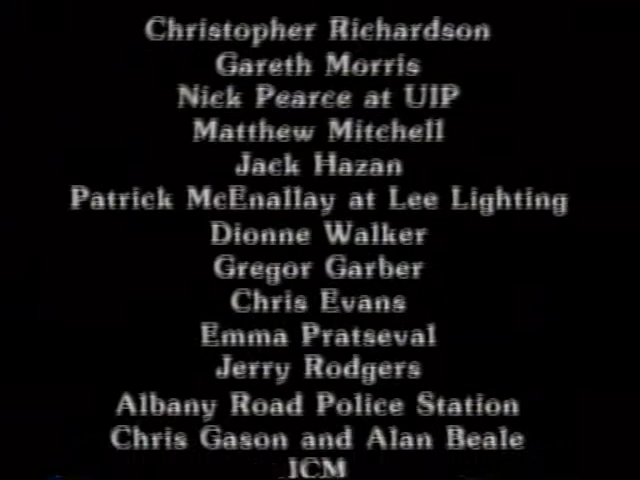 Christopher Richardson
Gareth Morris
Nick Pearce at UIP
Matthew Mitchell
Jack Hazan
Patrick McEnallay at Lee Lighting
Dionne Walker
Gregor Garber
Chris Evans
Emma Pratseval
Jerry Rodgers
Albany Road Police Station
Chris Gason and Alan Beale
ICM